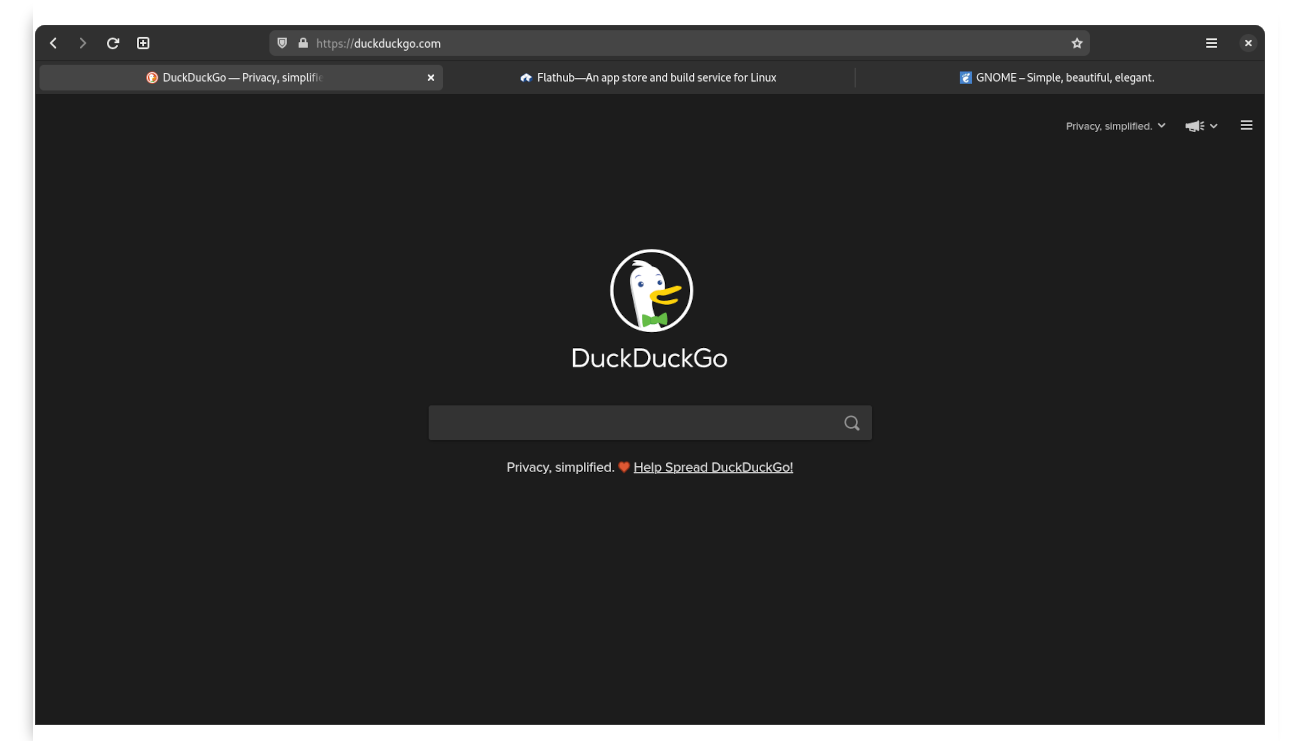 https://duckduckgo.com
DuckDuckGo — Privacy, simplifie
Flathub—An app store and build service for Linux
GNOME – Simple, beautiful, elegant.
Privacy, simplified.
DuckDuckGo
Privacy, simplified. Help Spread DuckDuckGo!